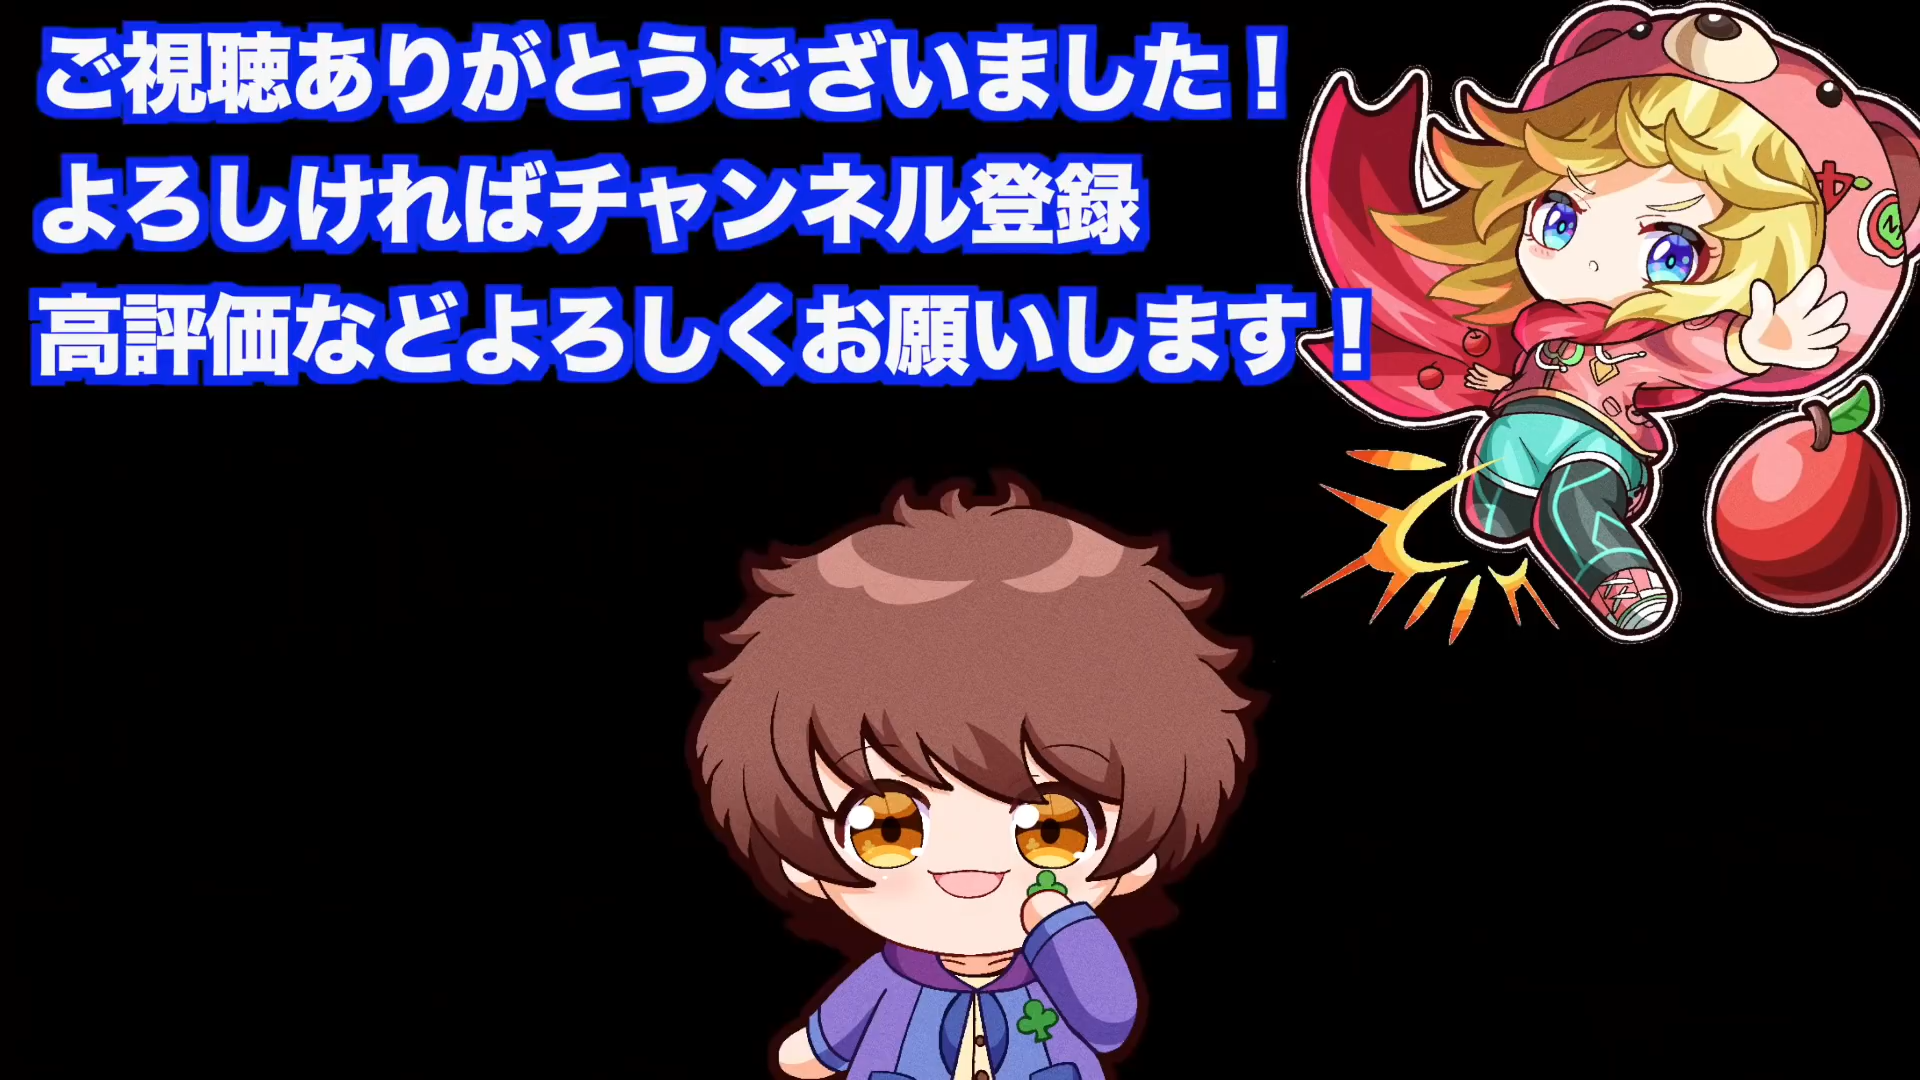 ご視聴ありがとうございました！
よろしければチャンネル登録
高評価などよろしくお願いします！